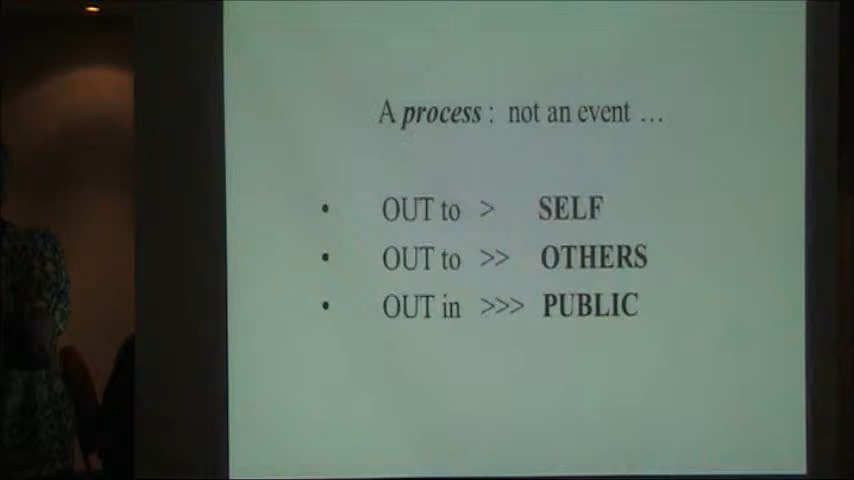 A process : not an event ...
• OUT to > SELF
• OUT to >> OTHERS
• OUT in >>> PUBLIC